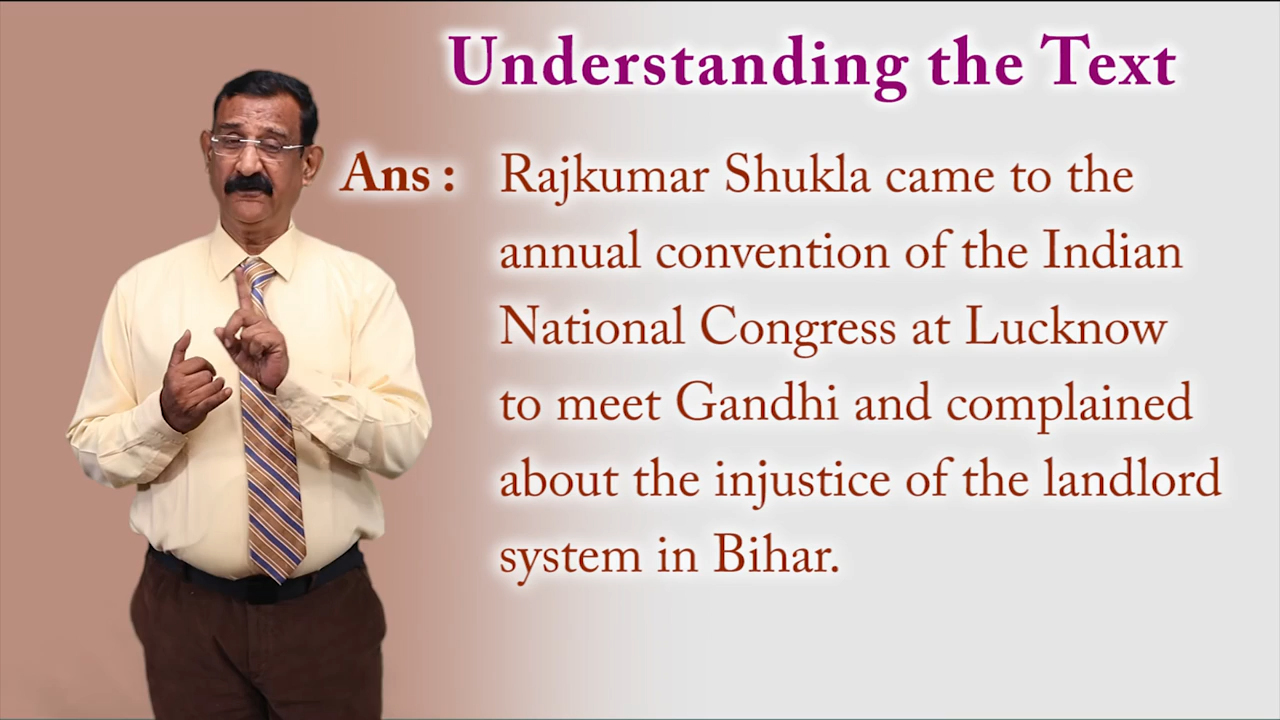 Understanding the Text
Ans : Rajkumar Shukla came to the
annual convention of the Indian
National Congress at Lucknow
to meet Gandhi and complained
about the injustice of the landlord
system in Bihar.